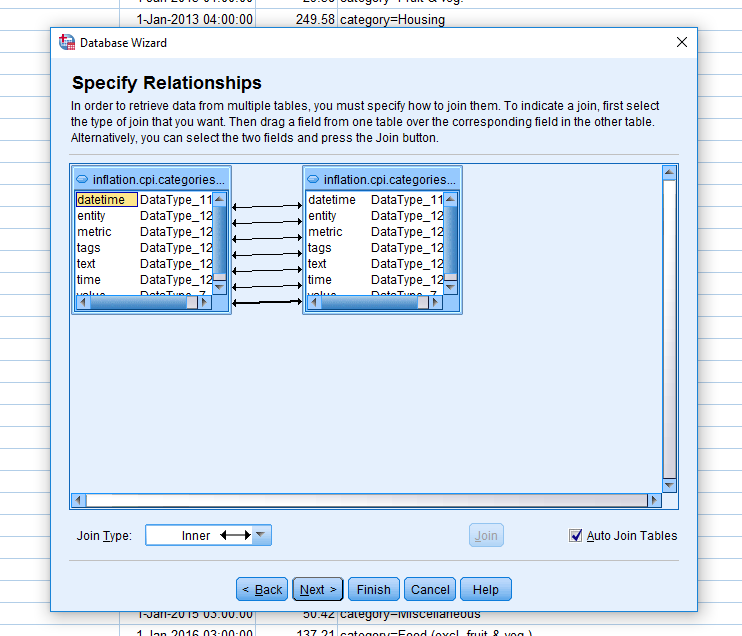 1-Jan-2013 04:00:00 249.58 category=Housing
Database Wizard
Specify Relationships
In order to retrieve data from multiple tables, you must specify how to join them. To indicate a join, first select
the type of join that you want. Then drag a field from one table over the corresponding field in the other table.
Alternatively, you can select the two fields and press the Join button.
inflation.cpi.categories... inflation.cpi.categories...
datetime DataType_11 datetime DataType_11
entity DataType_12 entity DataType_12
metric DataType_12 metric DataType_12
tags DataType_12 tags DataType_12
text DataType_12 text DataType_12
time DataType_12 time DataType_12
value DataType_7 value DataType_7
Join Type: Inner Join Auto Join Tables
< Back Next > Finish Cancel Help
1-Jan-2015 03:00:00 50.42 category=Miscellaneous
1-Jan-2016 03:00:00 137.21 category=Food (excl. fruit & veg.)